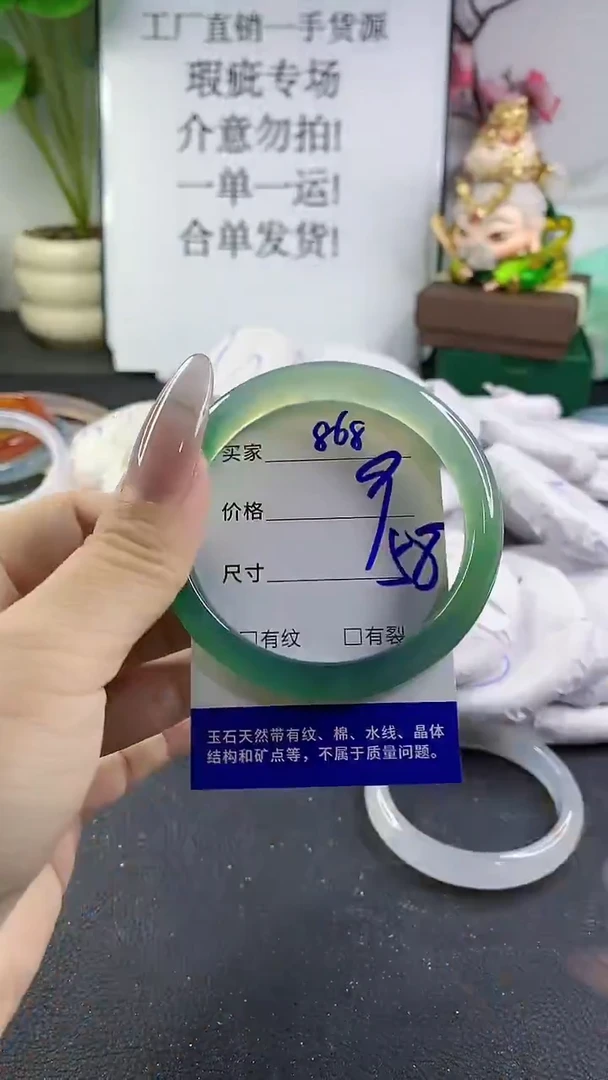 工厂直销一手货源
瑕疵专场
介意勿拍!
一单一运!
合单发货!
买家 868
价格
尺寸 58
□有纹 □有裂
玉石天然带有纹、棉、水线、晶体
结构和矿点等，不属于质量问题。